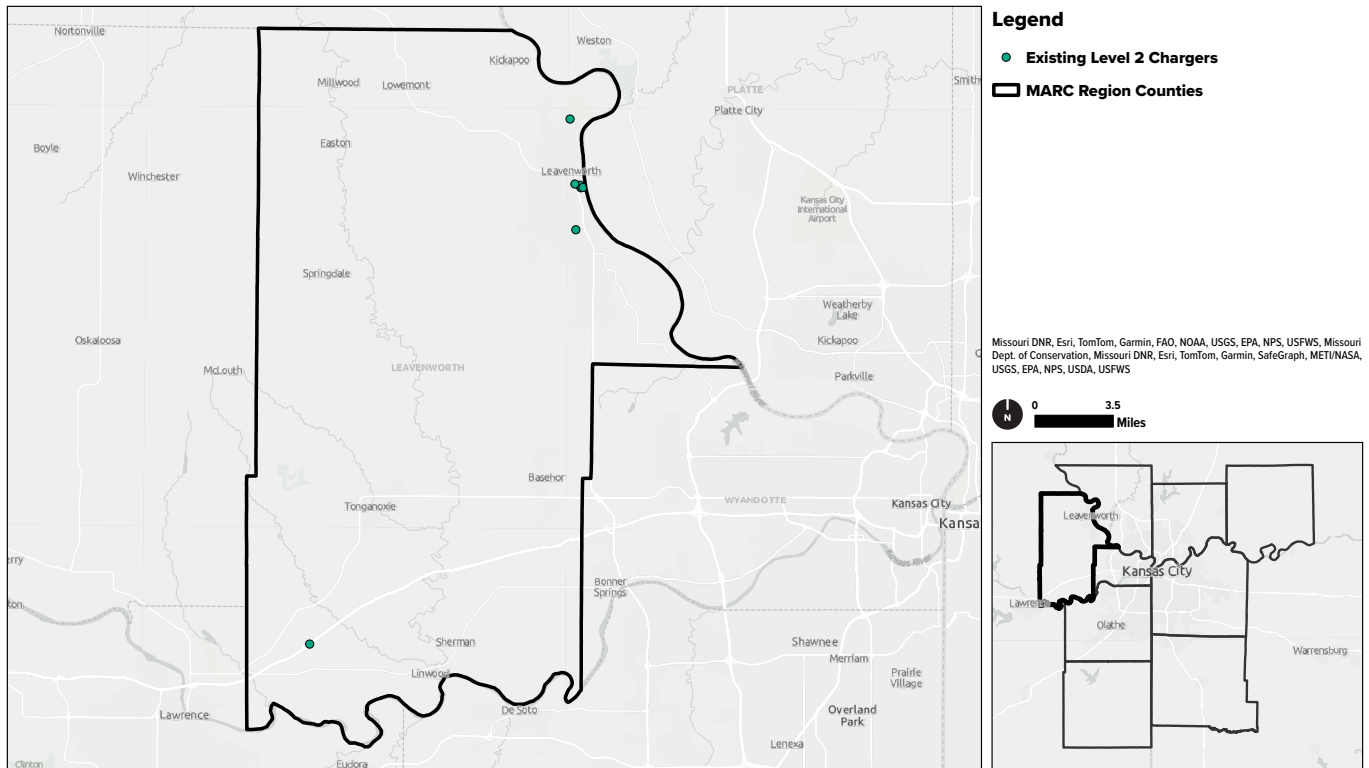 Nortonville
Weston
Kickapoo
Millwood
Lowemont
PLATTE
Platte City
Smith
Boyle
Easton
Winchester
Leavenworth
Kansas City
International
Airport
Springdale
Weatherby
Lake
Oskaloosa
Kickapoo
McLouth
LEAVENWORTH
Parkville
Basehor
WYANDOTTE
Tonganoxie
Kansas City
Kansa
Kansas River
erry
Bonner
Springs
ton
Sherman
Shawnee
Merriam
Linwood
Prairie
Village
Lawrence
De Soto
Overland
Park
Lenexa
Clinton
Eudora
Legend
Existing Level 2 Chargers
MARC Region Counties
Missouri DNR, Esri, TomTom, Garmin, FAO, NOAA, USGS, EPA, NPS, USFWS, Missouri
Dept. of Conservation, Missouri DNR, Esri, TomTom, Garmin, SafeGraph, METI/NASA,
USGS, EPA, NPS, USDA, USFWS
N
0 3.5
Miles
Leavenworth
Kansas City
Lawrence
Olathe
Warrensburg